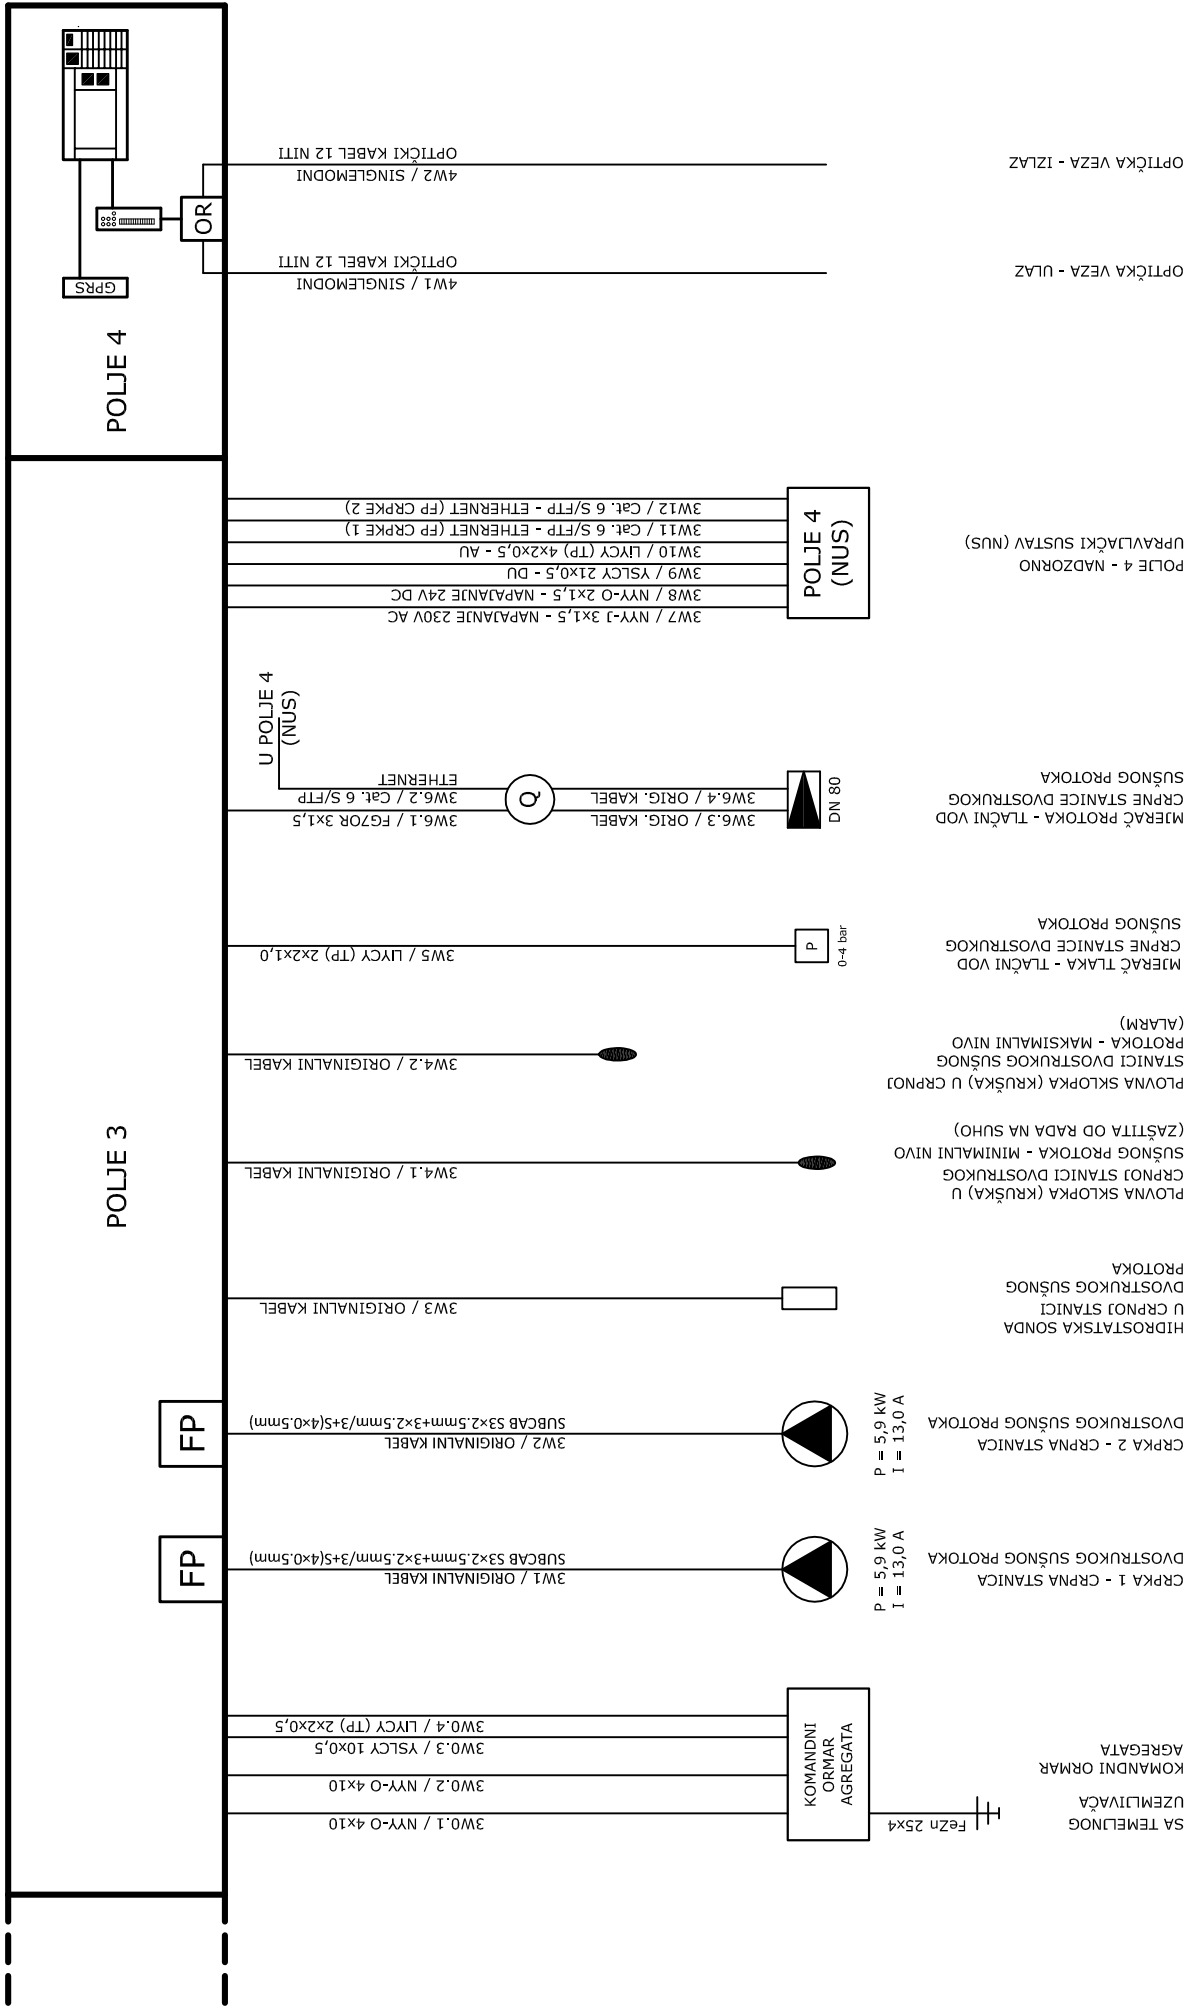 GPRS
OR
POLJE 4
POLJE 3
FP
FP
4W2 / SINGLEMODNI
OPTIČKI KABEL 12 NITI
OPTIČKA VEZA - IZLAZ
4W1 / SINGLEMODNI
OPTIČKI KABEL 12 NITI
OPTIČKA VEZA - ULAZ
3W12 / Cat. 6 S/FTP - ETHERNET (FP CRPKE 2)
3W11 / Cat. 6 S/FTP - ETHERNET (FP CRPKE 1)
3W10 / LiYCY (TP) 4x2x0,5 - AU
3W9 / YSLCY 21x0,5 - DU
3W8 / NYY-O 2x1,5 - NAPAJANJE 24V DC
3W7 / NYY-J 3x1,5 - NAPAJANJE 230V AC
POLJE 4
(NUS)
POLJE 4 - NADZORNO
UPRAVLJAČKI SUSTAV (NUS)
U POLJE 4
(NUS)
3W6.2 / Cat. 6 S/FTP
ETHERNET
3W6.1 / FG7OR 3x1,5
Q
3W6.4 / ORIG. KABEL
3W6.3 / ORIG. KABEL
DN 80
MJERAČ PROTOKA - TLAČNI VOD
CRPNE STANICE DVOSTRUKOG
SUŠNOG PROTOKA
3W5 / LIYCY (TP) 2x2x1,0
P
0-4 bar
MJERAČ TLAKA - TLAČNI VOD
CRPNE STANICE DVOSTRUKOG
SUŠNOG PROTOKA
3W4.2 / ORIGINALNI KABEL
PLOVNA SKLOPKA (KRUŠKA) U CRPNOJ
STANICI DVOSTRUKOG SUŠNOG
PROTOKA - MAKSIMALNI NIVO
(ALARM)
3W4.1 / ORIGINALNI KABEL
PLOVNA SKLOPKA (KRUŠKA) U
CRPNOJ STANICI DVOSTRUKOG
SUŠNOG PROTOKA - MINIMALNI NIVO
(ZAŠTITA OD RADA NA SUHO)
3W3 / ORIGINALNI KABEL
HIDROSTATSKA SONDA
U CRPNOJ STANICI
DVOSTRUKOG SUŠNOG
PROTOKA
3W2 / ORIGINALNI KABEL
SUBCAB S3×2.5mm+3×2.5mm/3+S(4×0.5mm)
P = 5,9 kW
I = 13,0 A
CRPKA 2 - CRPNA STANICA
DVOSTRUKOG SUŠNOG PROTOKA
3W1 / ORIGINALNI KABEL
SUBCAB S3×2.5mm+3×2.5mm/3+S(4×0.5mm)
P = 5,9 kW
I = 13,0 A
CRPKA 1 - CRPNA STANICA
DVOSTRUKOG SUŠNOG PROTOKA
3W0.4 / LIYCY (TP) 2x2x0,5
3W0.3 / YSLCY 10x0,5
3W0.2 / NYY-O 4x10
3W0.1 / NYY-O 4x10
KOMANDNI
ORMAR
AGREGATA
KOMANDNI ORMAR
AGREGATA
FeZn 25x4
SA TEMELJNOG
UZEMLJIVAČA